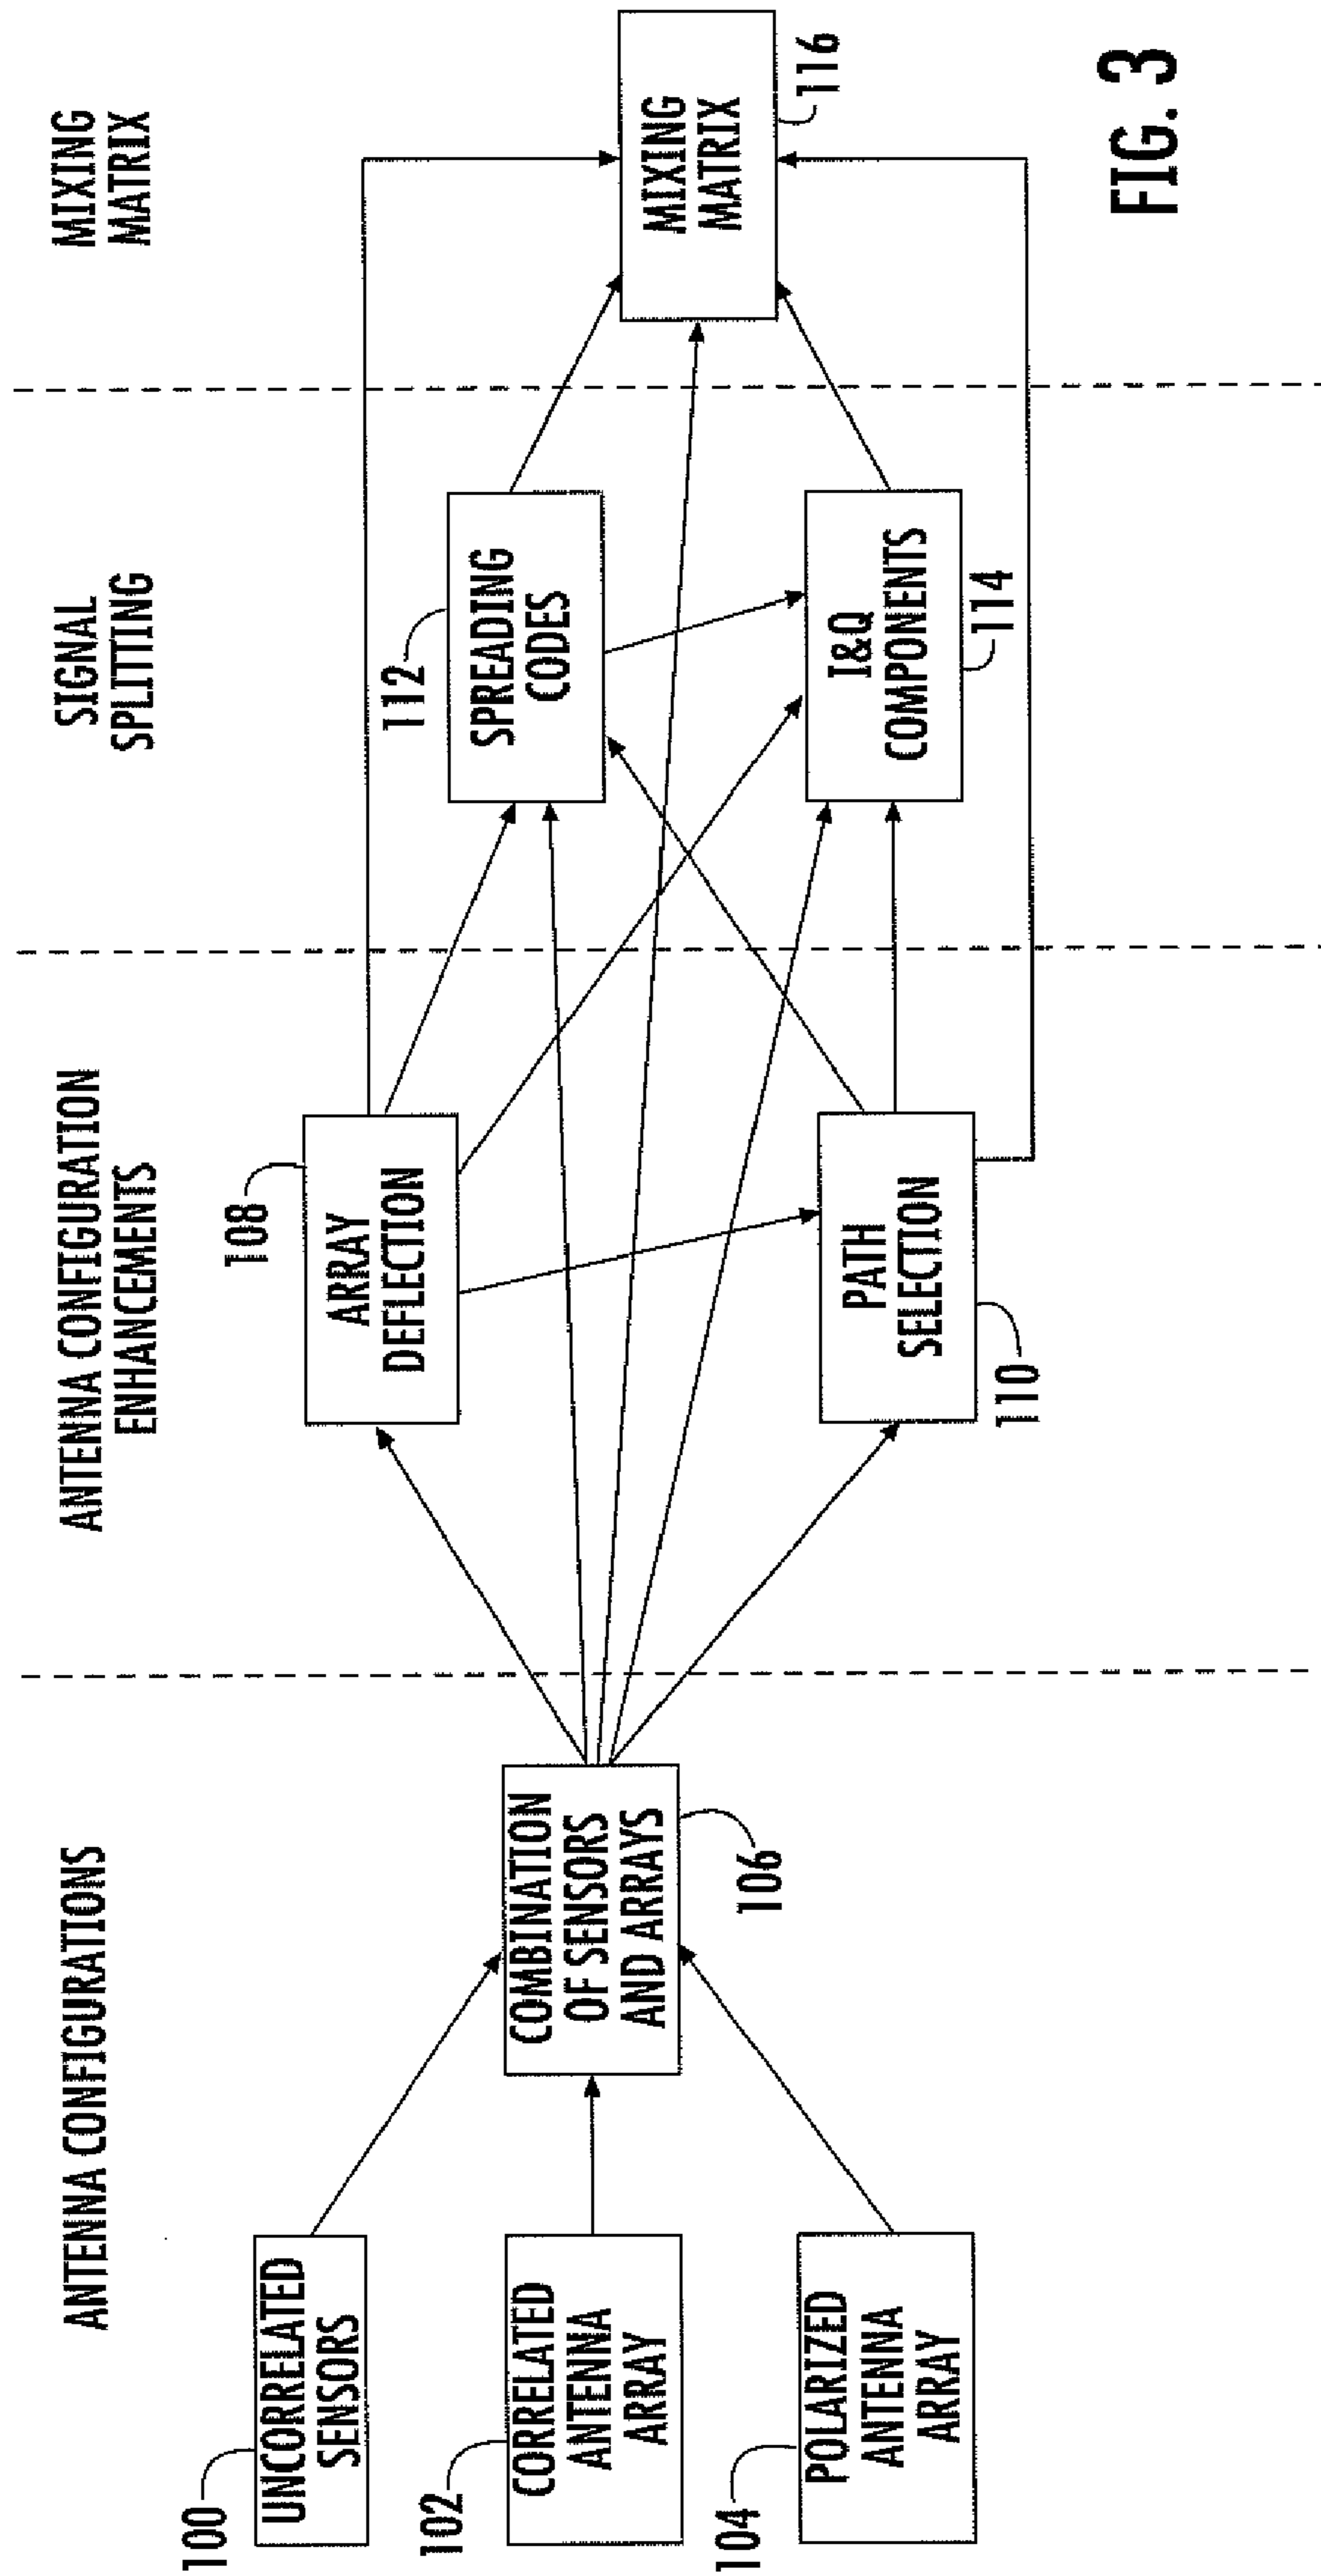 ANTENNA CONFIGURATIONS
ANTENNA CONFIGURATION
ENHANCEMENTS
SIGNAL
SPLITTING
MIXING
MATRIX
100
UNCORRELATED
SENSORS
102
CORRELATED
ANTENNA
ARRAY
104
POLARIZED
ANTENNA
ARRAY
COMBINATION
OF SENSORS
AND ARRAYS
106
108
ARRAY
DEFLECTION
PATH
SELECTION
110
112
SPREADING
CODES
I&Q
COMPONENTS
114
MIXING
MATRIX
116
FIG. 3